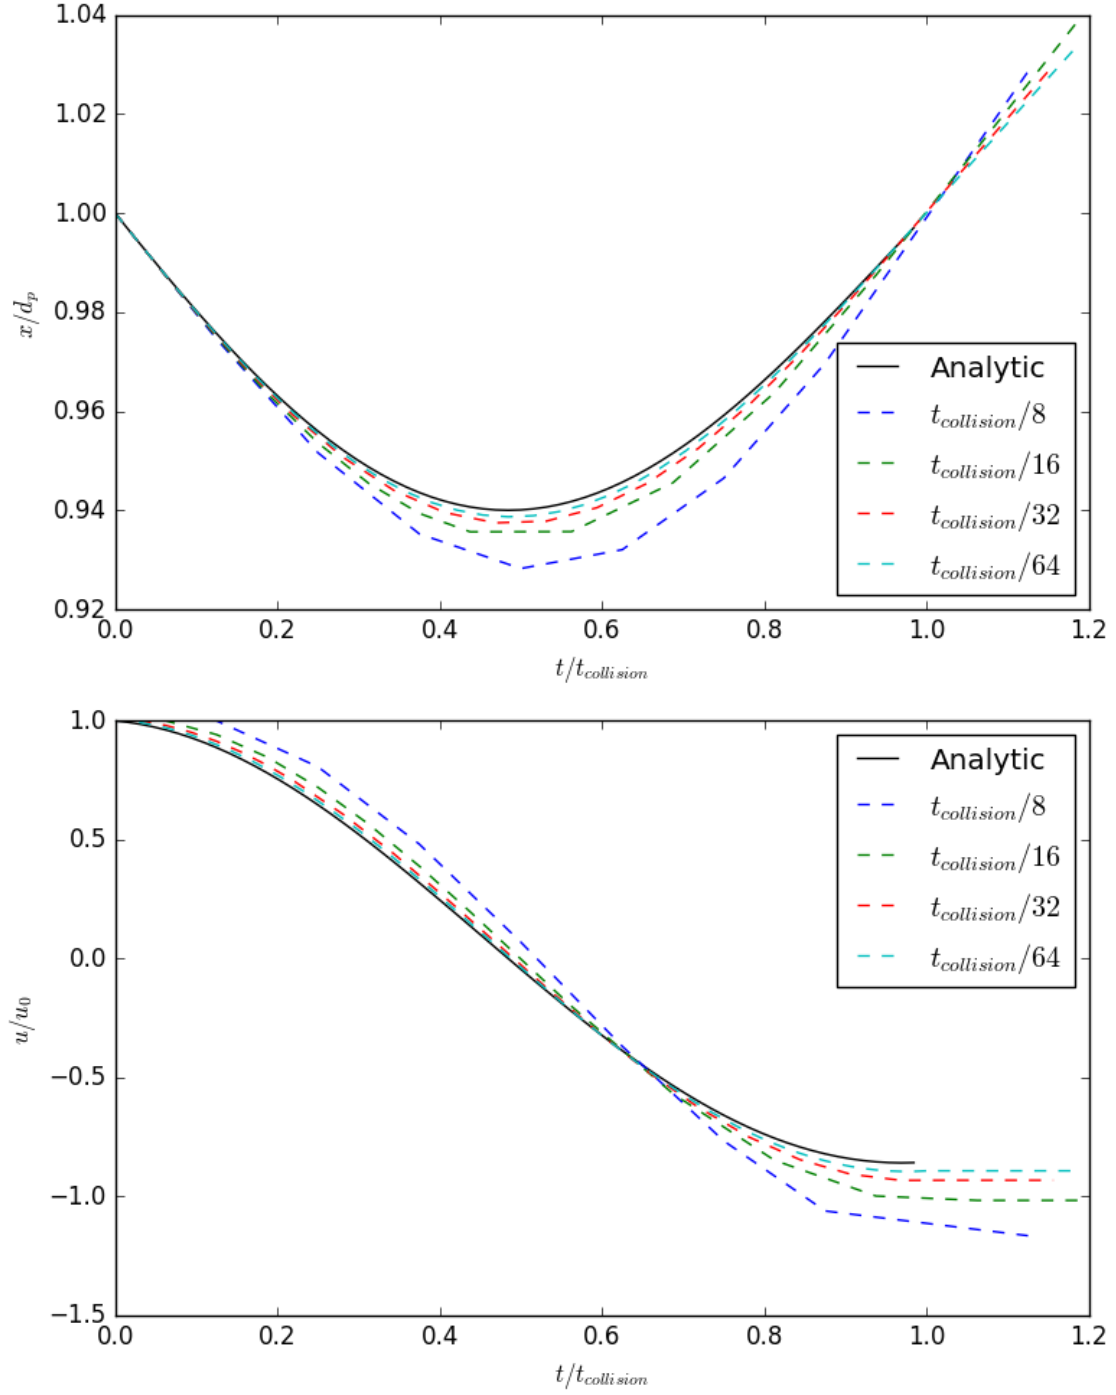 1.04
1.02
1.00
0.98
0.96
0.94
0.92
x/d_p
Analytic
t_collision/8
t_collision/16
t_collision/32
t_collision/64
0.0 0.2 0.4 0.6 0.8 1.0 1.2
t/t_collision
1.0
0.5
0.0
−0.5
−1.0
−1.5
u/u_0
Analytic
t_collision/8
t_collision/16
t_collision/32
t_collision/64
0.0 0.2 0.4 0.6 0.8 1.0 1.2
t/t_collision